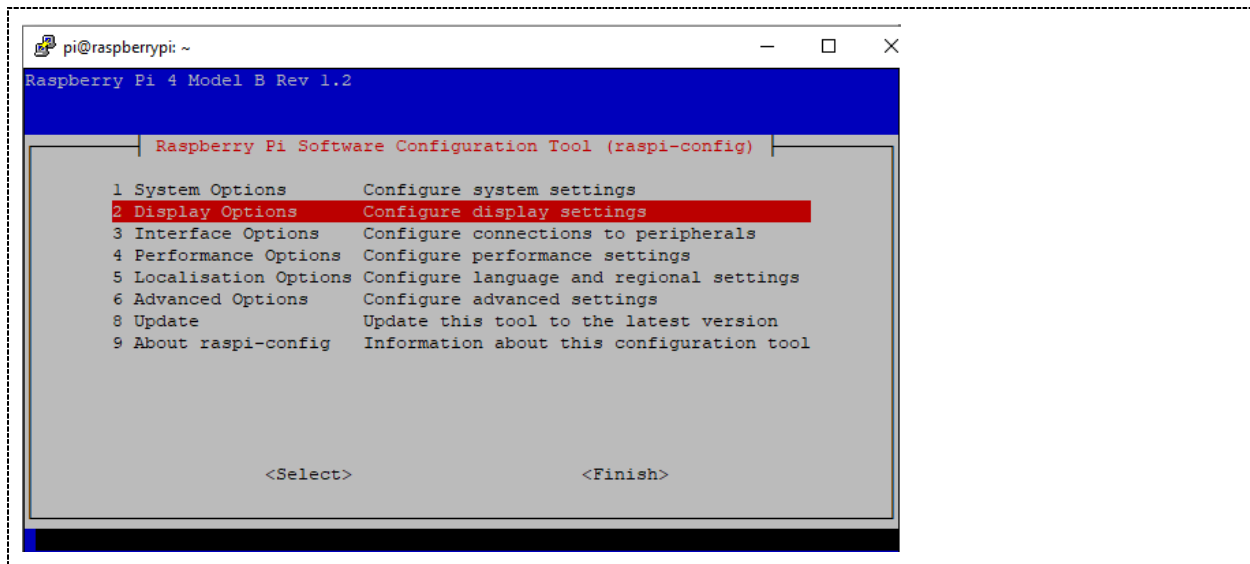 pi@raspberrypi: ~
Raspberry Pi 4 Model B Rev 1.2
Raspberry Pi Software Configuration Tool (raspi-config)
1 System Options Configure system settings
2 Display Options Configure display settings
3 Interface Options Configure connections to peripherals
4 Performance Options Configure performance settings
5 Localisation Options Configure language and regional settings
6 Advanced Options Configure advanced settings
8 Update Update this tool to the latest version
9 About raspi-config Information about this configuration tool
<Select> <Finish>